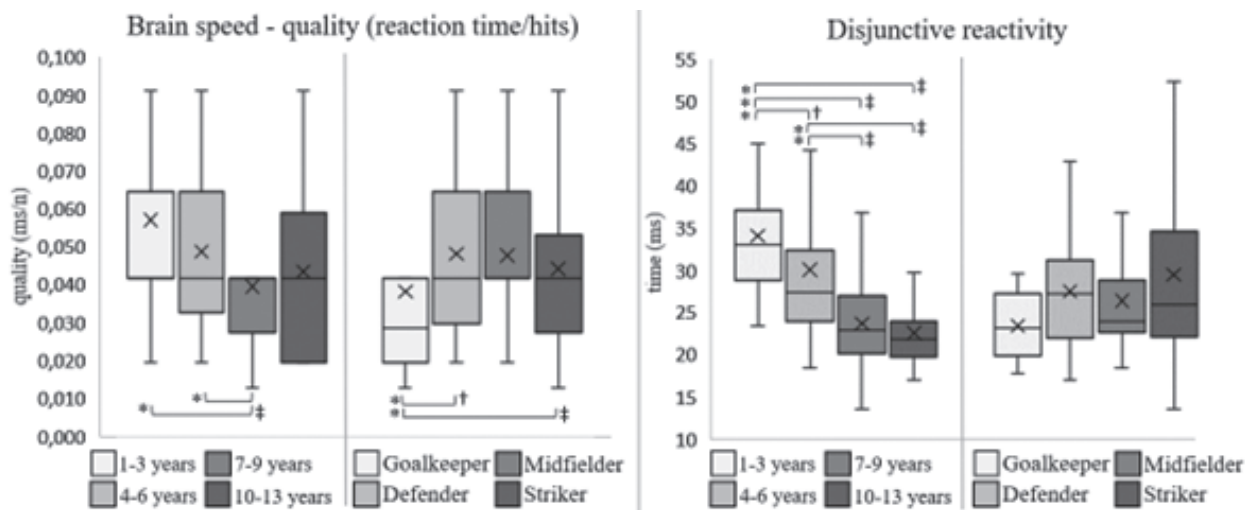 Brain speed - quality (reaction time/hits)
quality (ms/n)
0,100
0,090
0,080
0,070
0,060
0,050
0,040
0,030
0,020
0,010
0,000
* ‡
*
* †
* ‡
1-3 years 7-9 years
4-6 years 10-13 years
Goalkeeper Midfielder
Defender Striker
Disjunctive reactivity
time (ms)
55
50
45
40
35
30
25
20
15
10
* ‡
* ‡
* †
* ‡
* ‡
1-3 years 7-9 years
4-6 years 10-13 years
Goalkeeper Midfielder
Defender Striker